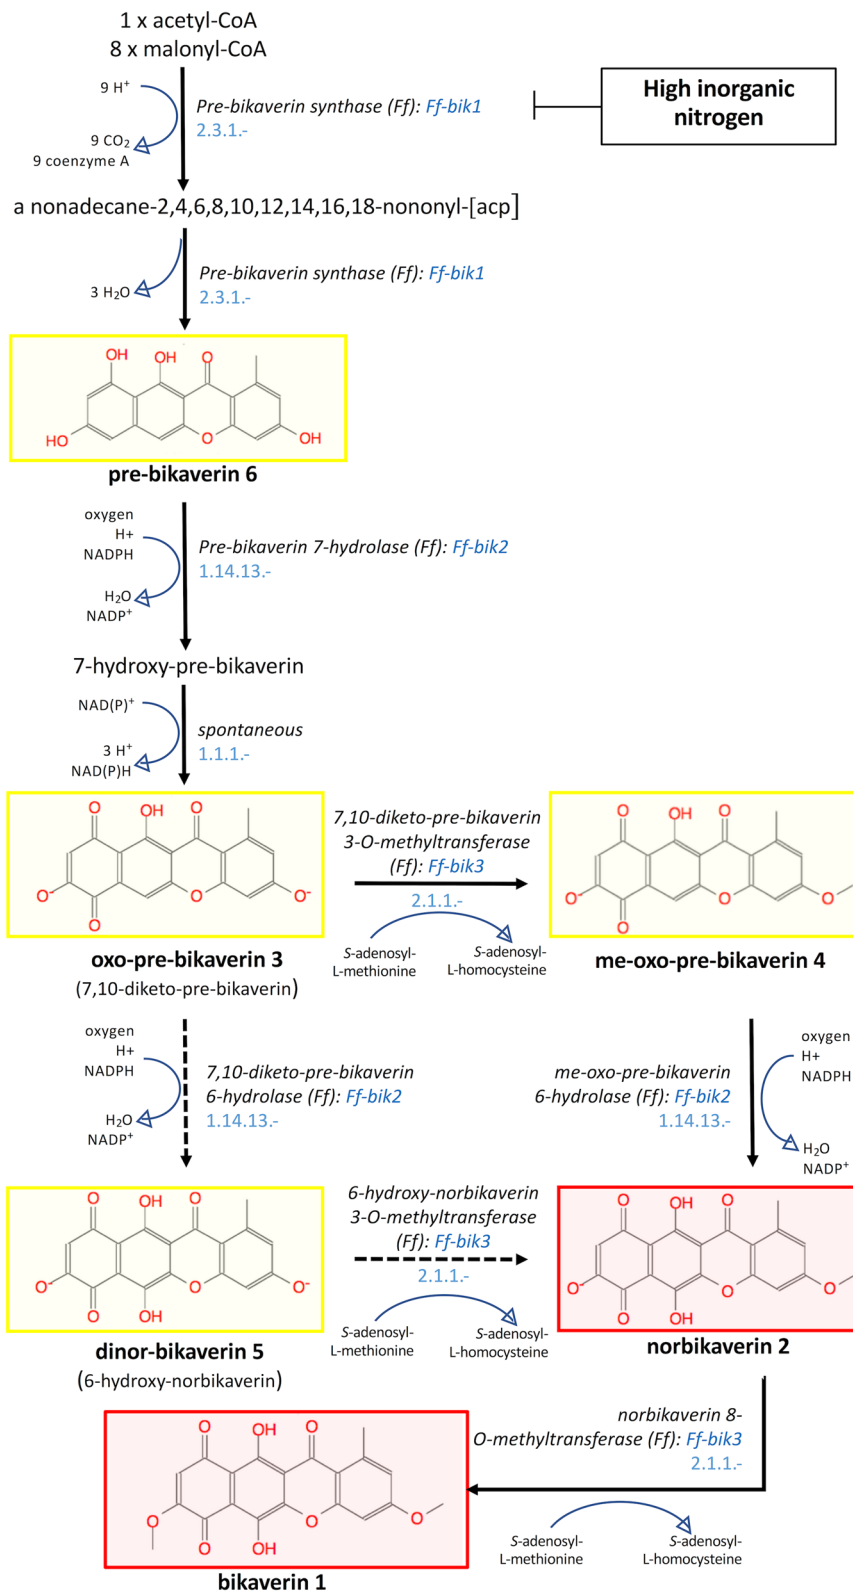 1 x acetyl-CoA
8 x malonyl-CoA
9 H⁺
9 CO₂
9 coenzyme A
Pre-bikaverin synthase (Ff): Ff-bik1
2.3.1.-
High inorganic
nitrogen
a nonadecane-2,4,6,8,10,12,14,16,18-nononyl-[acp]
3 H₂O
Pre-bikaverin synthase (Ff): Ff-bik1
2.3.1.-
OH
OH
O
HO
O
OH
pre-bikaverin 6
oxygen
H+
NADPH
H₂O
NADP⁺
Pre-bikaverin 7-hydrolase (Ff): Ff-bik2
1.14.13.-
7-hydroxy-pre-bikaverin
NAD(P)⁺
3 H⁺
NAD(P)H
spontaneous
1.1.1.-
O
OH
O
O⁻
O
O
O⁻
oxo-pre-bikaverin 3
(7,10-diketo-pre-bikaverin)
7,10-diketo-pre-bikaverin
3-O-methyltransferase
(Ff): Ff-bik3
2.1.1.-
S-adenosyl-
L-methionine
S-adenosyl-
L-homocysteine
O
OH
O
O⁻
O
O
O
me-oxo-pre-bikaverin 4
oxygen
H+
NADPH
H₂O
NADP⁺
7,10-diketo-pre-bikaverin
6-hydrolase (Ff): Ff-bik2
1.14.13.-
me-oxo-pre-bikaverin
6-hydrolase (Ff): Ff-bik2
1.14.13.-
oxygen
H+
NADPH
H₂O
NADP⁺
O
OH
O
O⁻
O
OH
O
O⁻
dinor-bikaverin 5
(6-hydroxy-norbikaverin)
6-hydroxy-norbikaverin
3-O-methyltransferase
(Ff): Ff-bik3
2.1.1.-
S-adenosyl-
L-methionine
S-adenosyl-
L-homocysteine
O
OH
O
O⁻
O
OH
O
O
norbikaverin 2
norbikaverin 8-
O-methyltransferase (Ff): Ff-bik3
2.1.1.-
S-adenosyl-
L-methionine
S-adenosyl-
L-homocysteine
O
OH
O
O
O
OH
O
O
bikaverin 1